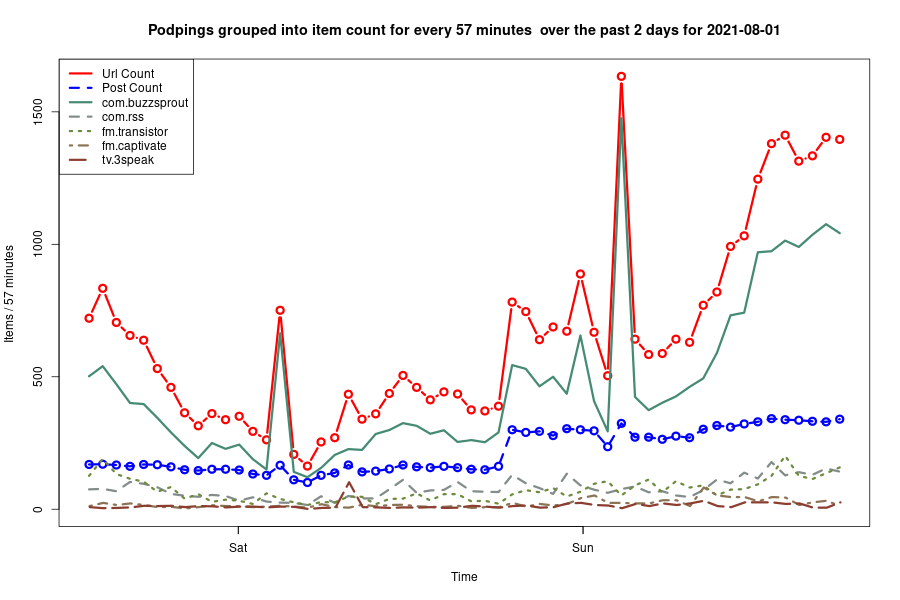 Podpings grouped into item count for every 57 minutes  over the past 2 days for 2021-08-01
Url Count
Post Count
com.buzzsprout
com.rss
fm.transistor
fm.captivate
tv.3speak
1500
1000
500
0
Items / 57 minutes
Sat
Sun
Time